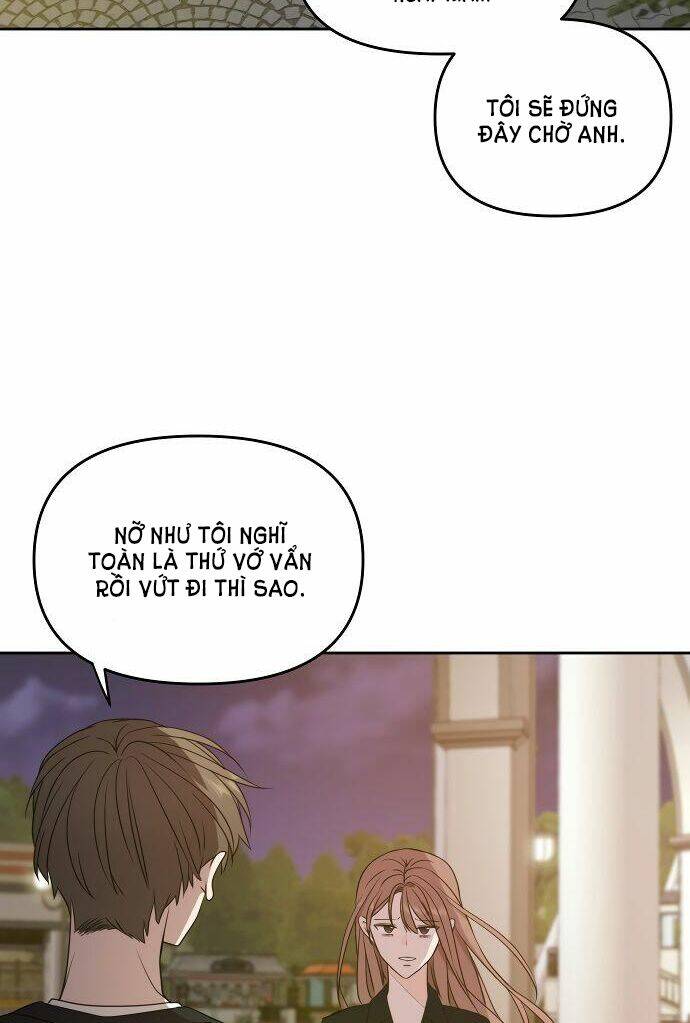 TÔI SẼ ĐỨNG
ĐÂY CHỜ ANH.
NỠ NHƯ TÔI NGHĨ
TOÀN LÀ THỨ VỚ VẨN
RỒI VỨT ĐI THÌ SAO.